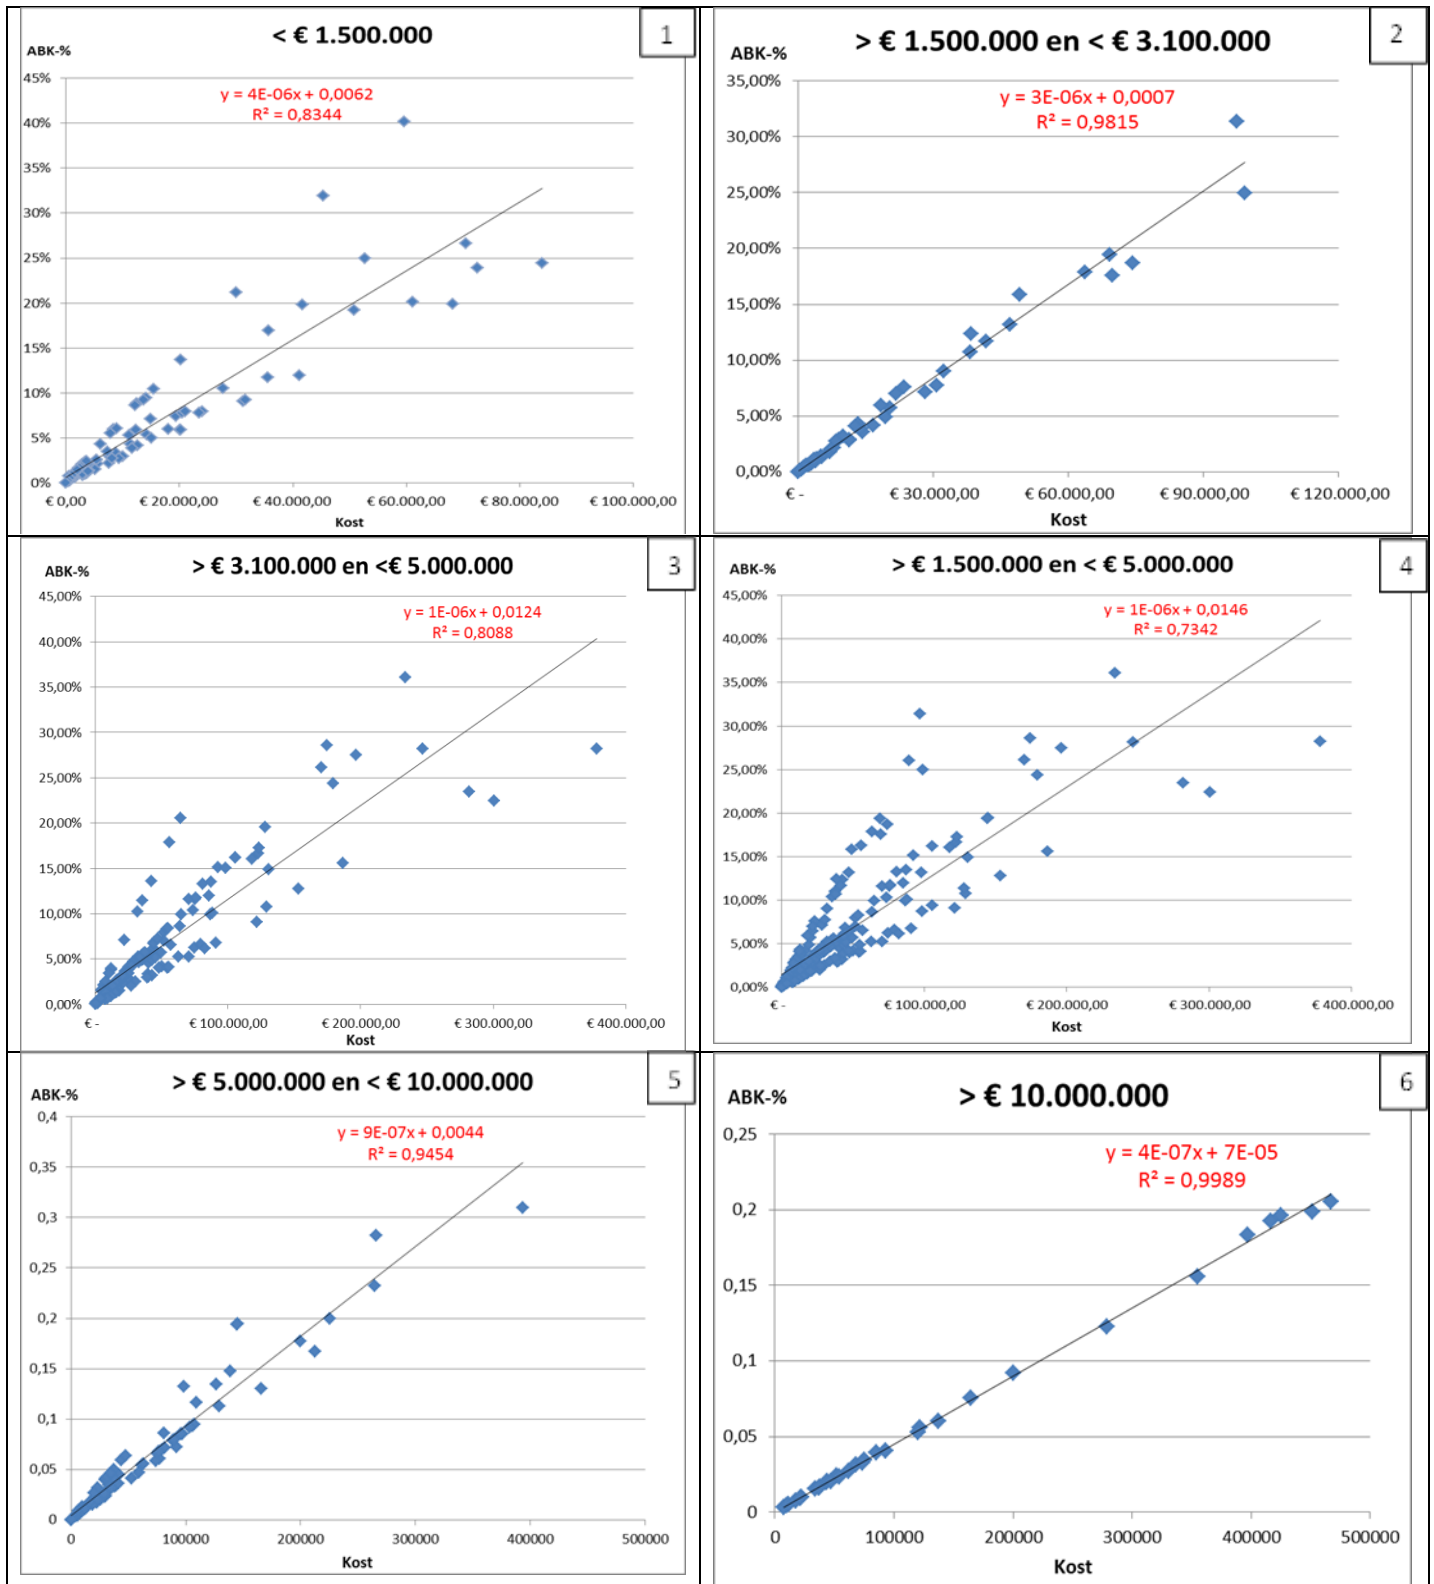 < € 1.500.000
1
ABK-%
45%
y = 4E-06x + 0,0062
R² = 0,8344
40%
35%
30%
25%
20%
15%
10%
5%
0%
€ 0,00 € 20.000,00 € 40.000,00 € 60.000,00 € 80.000,00 € 100.000,00
Kost
> € 1.500.000 en < € 3.100.000
2
ABK-%
35,00%
y = 3E-06x + 0,0007
R² = 0,9815
30,00%
25,00%
20,00%
15,00%
10,00%
5,00%
0,00%
€ - € 30.000,00 € 60.000,00 € 90.000,00 € 120.000,00
Kost
> € 3.100.000 en <€ 5.000.000
3
ABK-%
45,00%
y = 1E-06x + 0,0124
R² = 0,8088
40,00%
35,00%
30,00%
25,00%
20,00%
15,00%
10,00%
5,00%
0,00%
€ - € 100.000,00 € 200.000,00 € 300.000,00 € 400.000,00
Kost
> € 1.500.000 en < € 5.000.000
4
ABK-%
45,00%
y = 1E-06x + 0,0146
R² = 0,7342
40,00%
35,00%
30,00%
25,00%
20,00%
15,00%
10,00%
5,00%
0,00%
€ - € 100.000,00 € 200.000,00 € 300.000,00 € 400.000,00
Kost
> € 5.000.000 en < € 10.000.000
5
ABK-%
0,4
y = 9E-07x + 0,0044
R² = 0,9454
0,35
0,3
0,25
0,2
0,15
0,1
0,05
0
0 100000 200000 300000 400000 500000
Kost
> € 10.000.000
6
ABK-%
0,25
y = 4E-07x + 7E-05
R² = 0,9989
0,2
0,15
0,1
0,05
0
0 100000 200000 300000 400000 500000
Kost